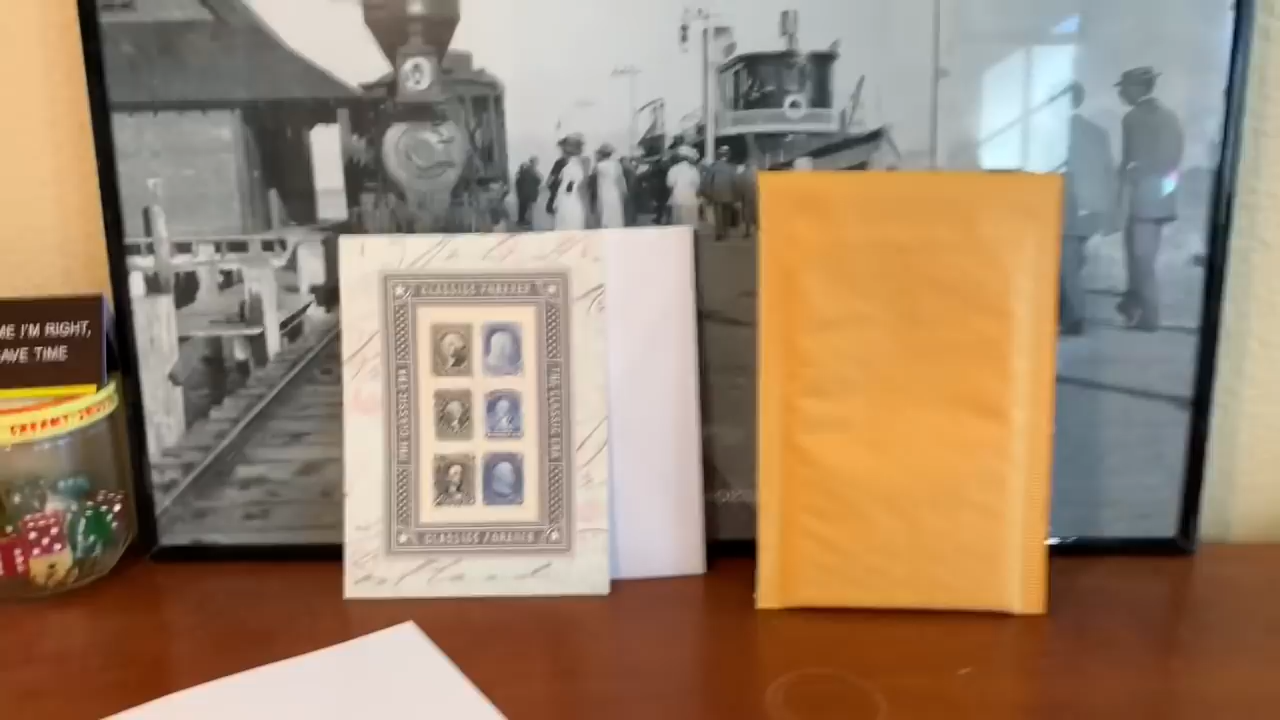 ME I'M RIGHT,
AVE TIME
CLASSICS FOREVER
THE CLASSIC ERA
THE CLASSIC ERA
CLASSICS FOREVER